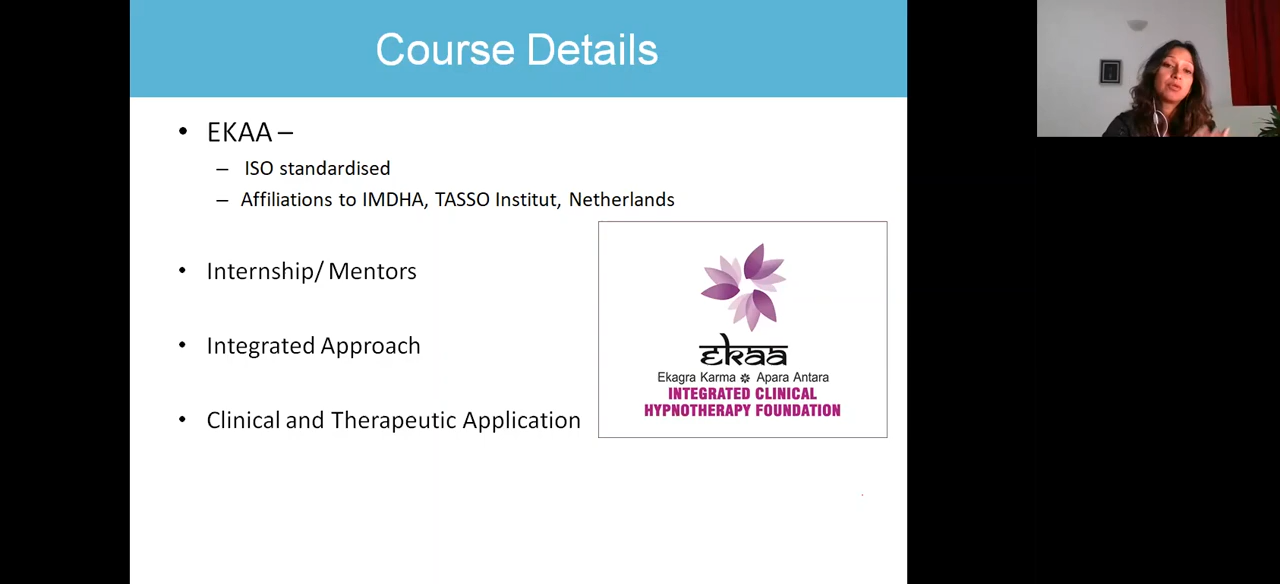 Course Details
• EKAA –
– ISO standardised
– Affiliations to IMDHA, TASSO Institut, Netherlands
• Internship/ Mentors
• Integrated Approach
• Clinical and Therapeutic Application
ekaa
Ekagra Karma ✽ Apara Antara
INTEGRATED CLINICAL
HYPNOTHERAPY FOUNDATION